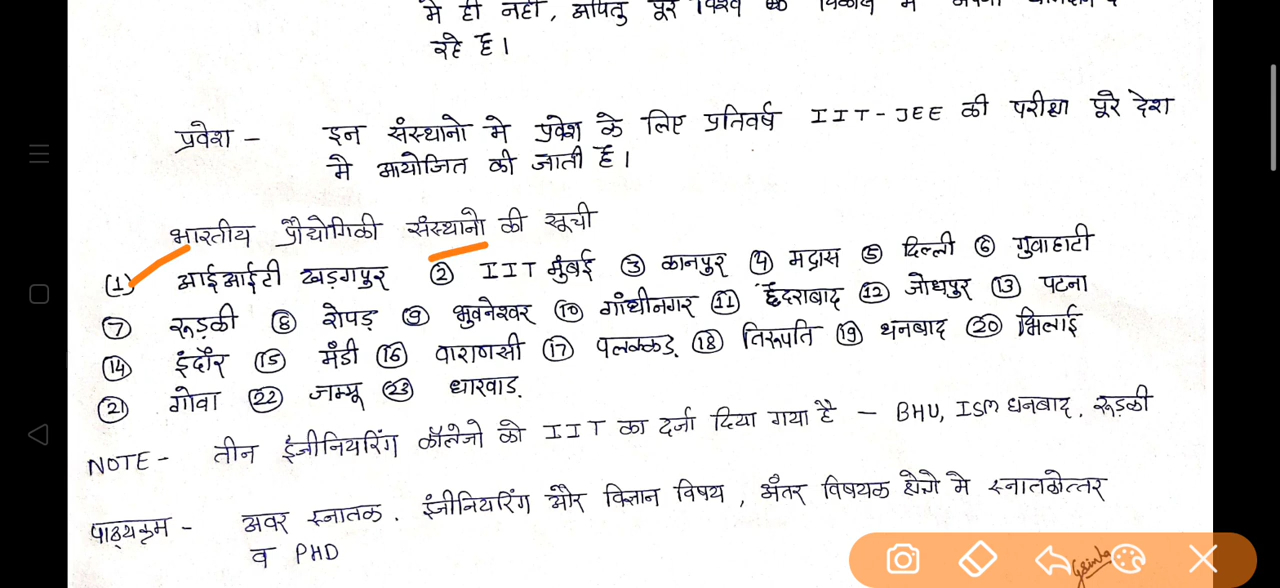 मे ही नहीं, अपितु पूरे विश्व के विकास में अपना
रहे हैं।
प्रवेश - इन संस्थानो मे प्रवेश के लिए प्रतिवर्ष IIT-JEE की परीक्षा पूरे देश
मे आयोजित की जाती है।
भारतीय प्रौद्योगिकी संस्थानो की सूची
(1) आईआईटी खड़गपुर (2) IIT मुंबई (3) कानपुर (4) मद्रास (5) दिल्ली (6) गुवाहाटी
(7) रूड़की (8) रोपड़ (9) भुवनेश्वर (10) गांधीनगर (11) हैदराबाद (12) जोधपुर (13) पटना
(14) इंदौर (15) मंडी (16) वाराणसी (17) पलक्कड़ (18) तिरूपति (19) धनबाद (20) भिलाई
(21) गोवा (22) जम्मू (23) धारवाड़.
NOTE - तीन इंजीनियरिंग कॉलेजो को IIT का दर्जा दिया गया है - BHU, ISM धनबाद, रूड़की
पाठ्यक्रम - अवर स्नातक. इंजीनियरिंग और विज्ञान विषय, अंतर विषयक क्षेत्रो मे स्नातकोत्तर
व PHD